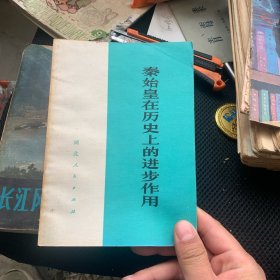 秦始皇在历史上的进步作用
湖北人民出版社
长江